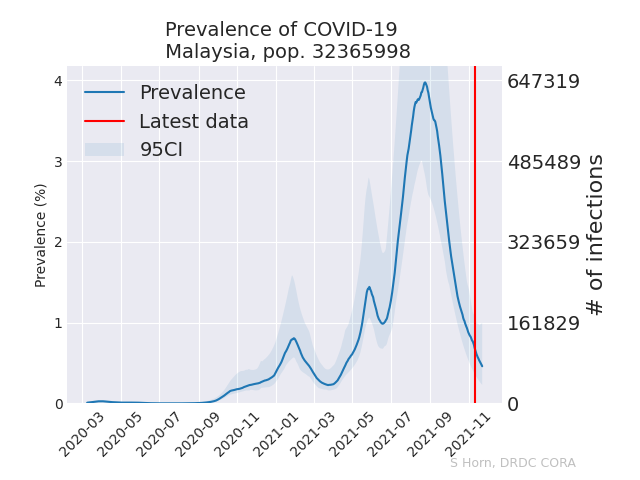 Prevalence of COVID-19
Malaysia, pop. 32365998
Prevalence
Latest data
95CI
Prevalence (%)
4
3
2
1
0
647319
485489
323659
161829
0
# of infections
2020-03
2020-05
2020-07
2020-09
2020-11
2021-01
2021-03
2021-05
2021-07
2021-09
2021-11
S Horn, DRDC CORA